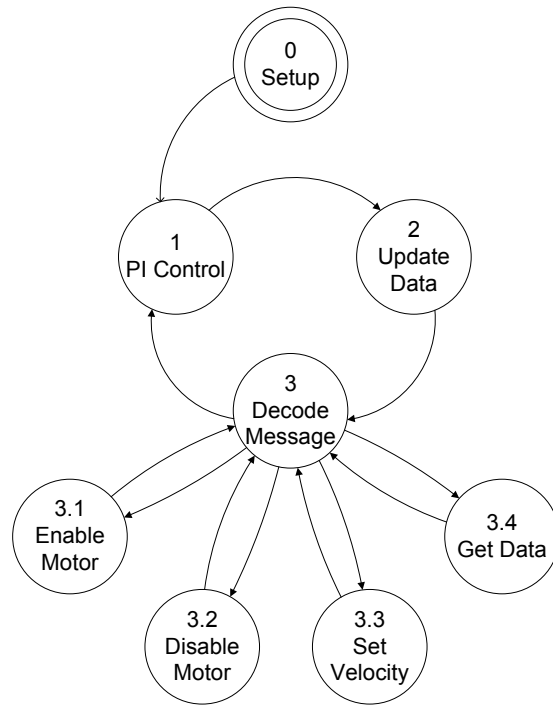 0
Setup
1
PI Control
2
Update
Data
3
Decode
Message
3.1
Enable
Motor
3.2
Disable
Motor
3.3
Set
Velocity
3.4
Get Data